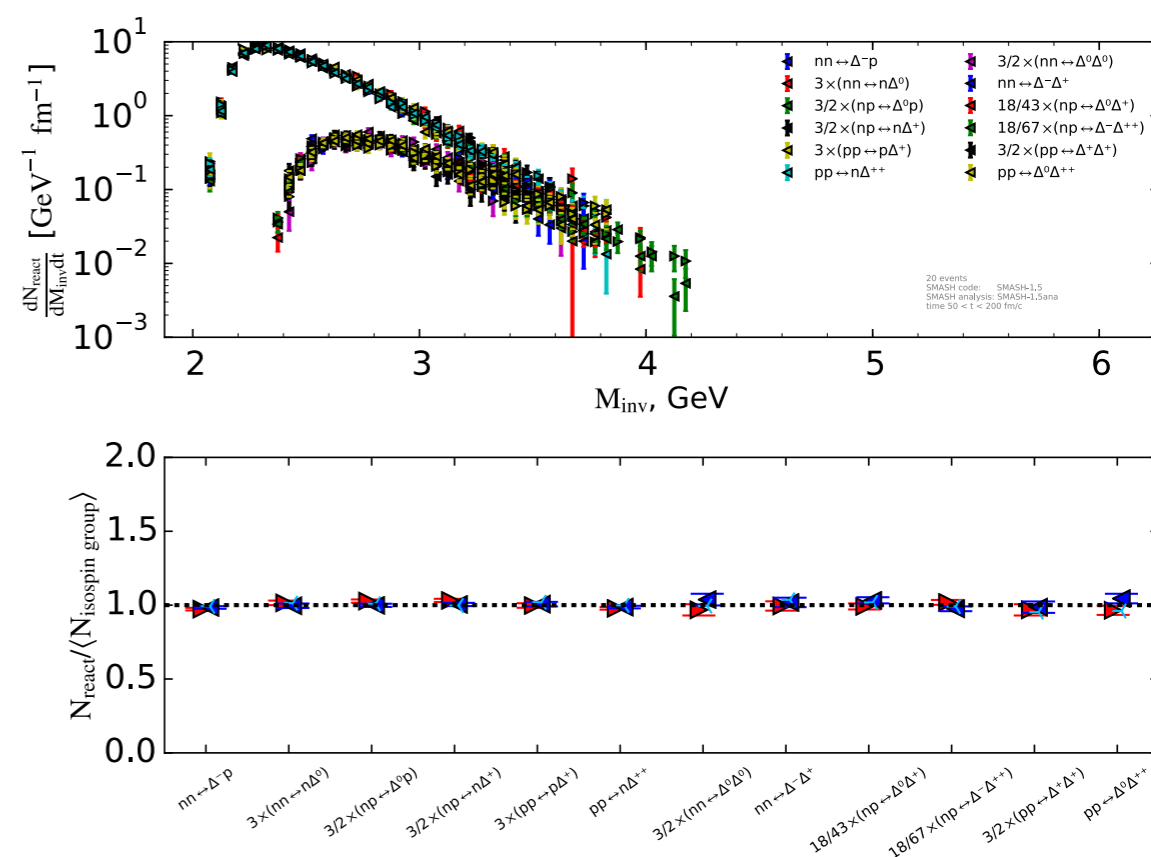 10¹
10⁰
10⁻¹
10⁻²
10⁻³
dN_react/dM_inv dt [GeV⁻¹ fm⁻¹]
nn↔Δ⁻p
3×(nn↔nΔ⁰)
3/2×(np↔Δ⁰p)
3/2×(np↔nΔ⁺)
3×(pp↔pΔ⁺)
pp↔nΔ⁺⁺
3/2×(nn↔Δ⁰Δ⁰)
nn↔Δ⁻Δ⁺
18/43×(np↔Δ⁰Δ⁺)
18/67×(np↔Δ⁻Δ⁺⁺)
3/2×(pp↔Δ⁺Δ⁺)
pp↔Δ⁰Δ⁺⁺
20 events
SMASH code: SMASH-1.5
SMASH analysis: SMASH-1.5ana
time 50 < t < 200 fm/c
2 3 4 5 6
M_inv, GeV
2.0
1.5
1.0
0.5
0.0
N_react/⟨N_isospin group⟩
nn↔Δ⁻p
3×(nn↔nΔ⁰)
3/2×(np↔Δ⁰p)
3/2×(np↔nΔ⁺)
3×(pp↔pΔ⁺)
pp↔nΔ⁺⁺
3/2×(nn↔Δ⁰Δ⁰)
nn↔Δ⁻Δ⁺
18/43×(np↔Δ⁰Δ⁺)
18/67×(np↔Δ⁻Δ⁺⁺)
3/2×(pp↔Δ⁺Δ⁺)
pp↔Δ⁰Δ⁺⁺